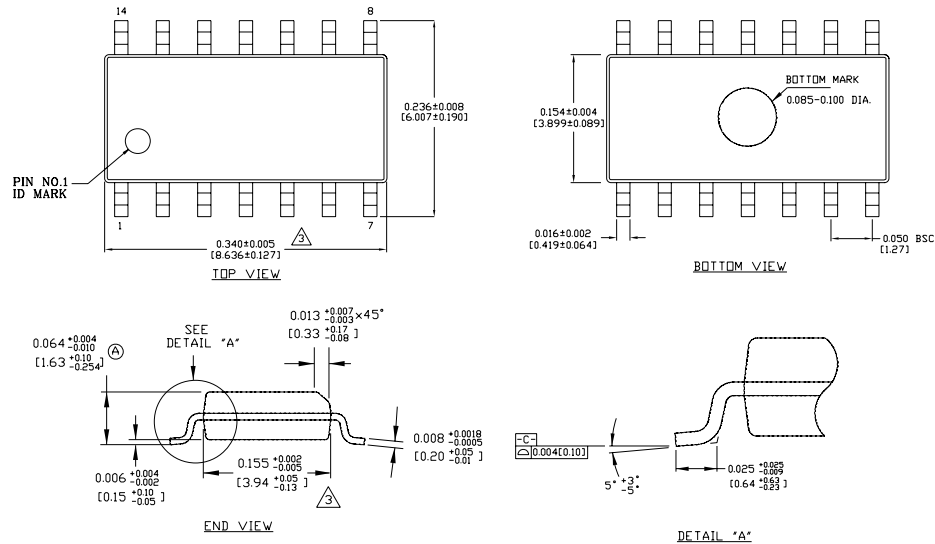 14
8
0.236±0.008
[6.007±0.190]
PIN NO.1
ID MARK
1
7
0.340±0.005
[8.636±0.127]
3
TOP VIEW
BOTTOM MARK
0.085-0.100 DIA.
0.154±0.004
[3.899±0.089]
0.016±0.002
[0.419±0.064]
0.050 BSC
[1.27]
BOTTOM VIEW
0.064 +0.004 -0.010
[1.63 +0.10 -0.254]
A
SEE
DETAIL "A"
0.013 +0.007 -0.003 ×45°
[0.33 +0.17 -0.08 ]
0.006 +0.004 -0.002
[0.15 +0.10 -0.05 ]
0.155 +0.002 -0.005
[3.94 +0.05 -0.13 ]
3
0.008 +0.0018 -0.0005
[0.20 +0.05 -0.01 ]
END VIEW
-C-
0.004[0.10]
5° +3° -5°
0.025 +0.025 -0.009
[0.64 +0.63 -0.23 ]
DETAIL "A"